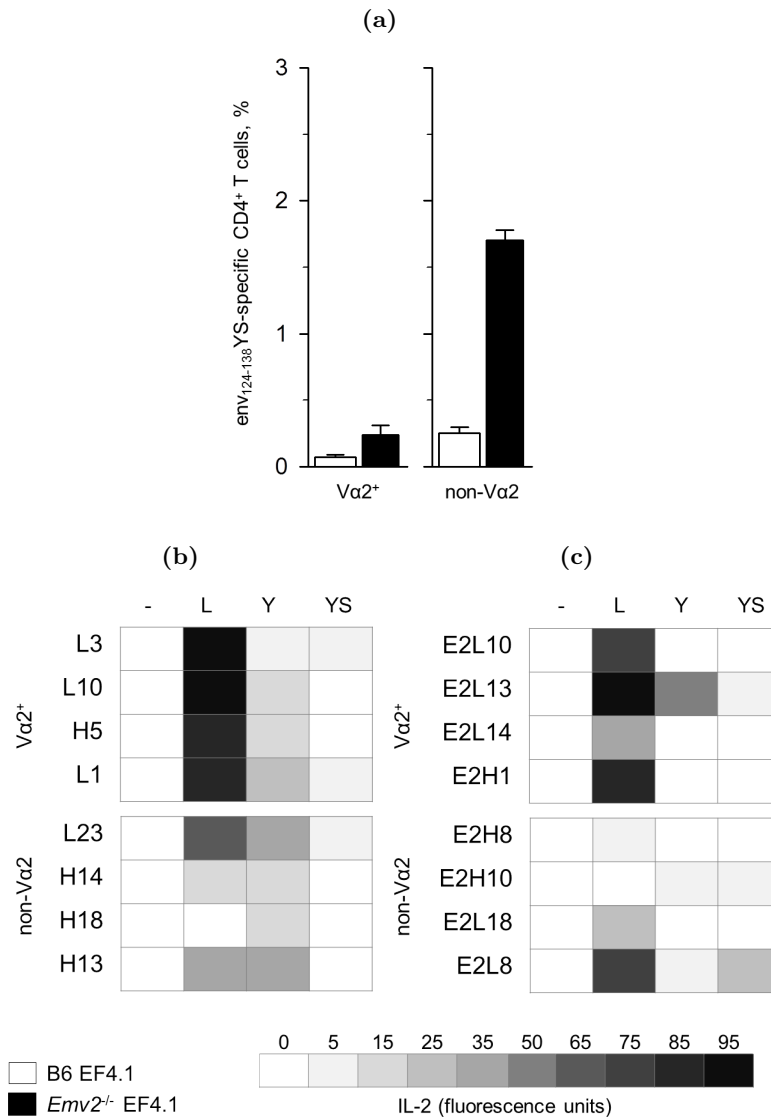 (a)
env₁₂₄₋₁₃₈YS-specific CD4⁺ T cells, %
3
2
1
0
Vα2⁺
non-Vα2
(b)
- L Y YS
Vα2⁺
L3
L10
H5
L1
non-Vα2
L23
H14
H18
H13
(c)
- L Y YS
Vα2⁺
E2L10
E2L13
E2L14
E2H1
non-Vα2
E2H8
E2H10
E2L18
E2L8
B6 EF4.1
Emv2⁻/⁻ EF4.1
0 5 15 25 35 50 65 75 85 95
IL-2 (fluorescence units)